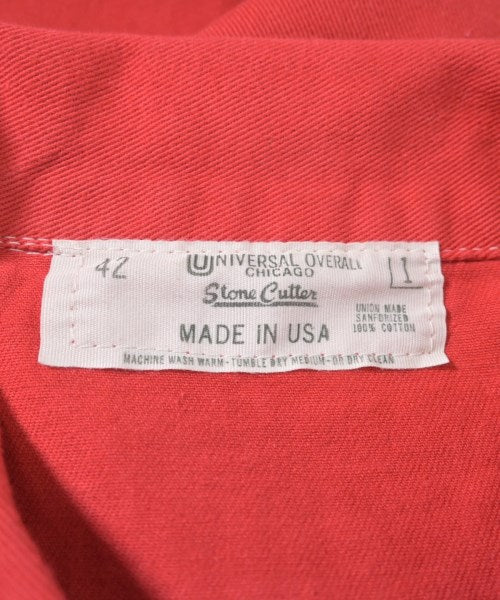 42
UNIVERSAL OVERALL
CHICAGO
Stone Cutter
MADE IN USA
UNION MADE
SANFORIZED
100% COTTON
MACHINE WASH WARM - TUMBLE DRY MEDIUM - OR DRY CLEAN